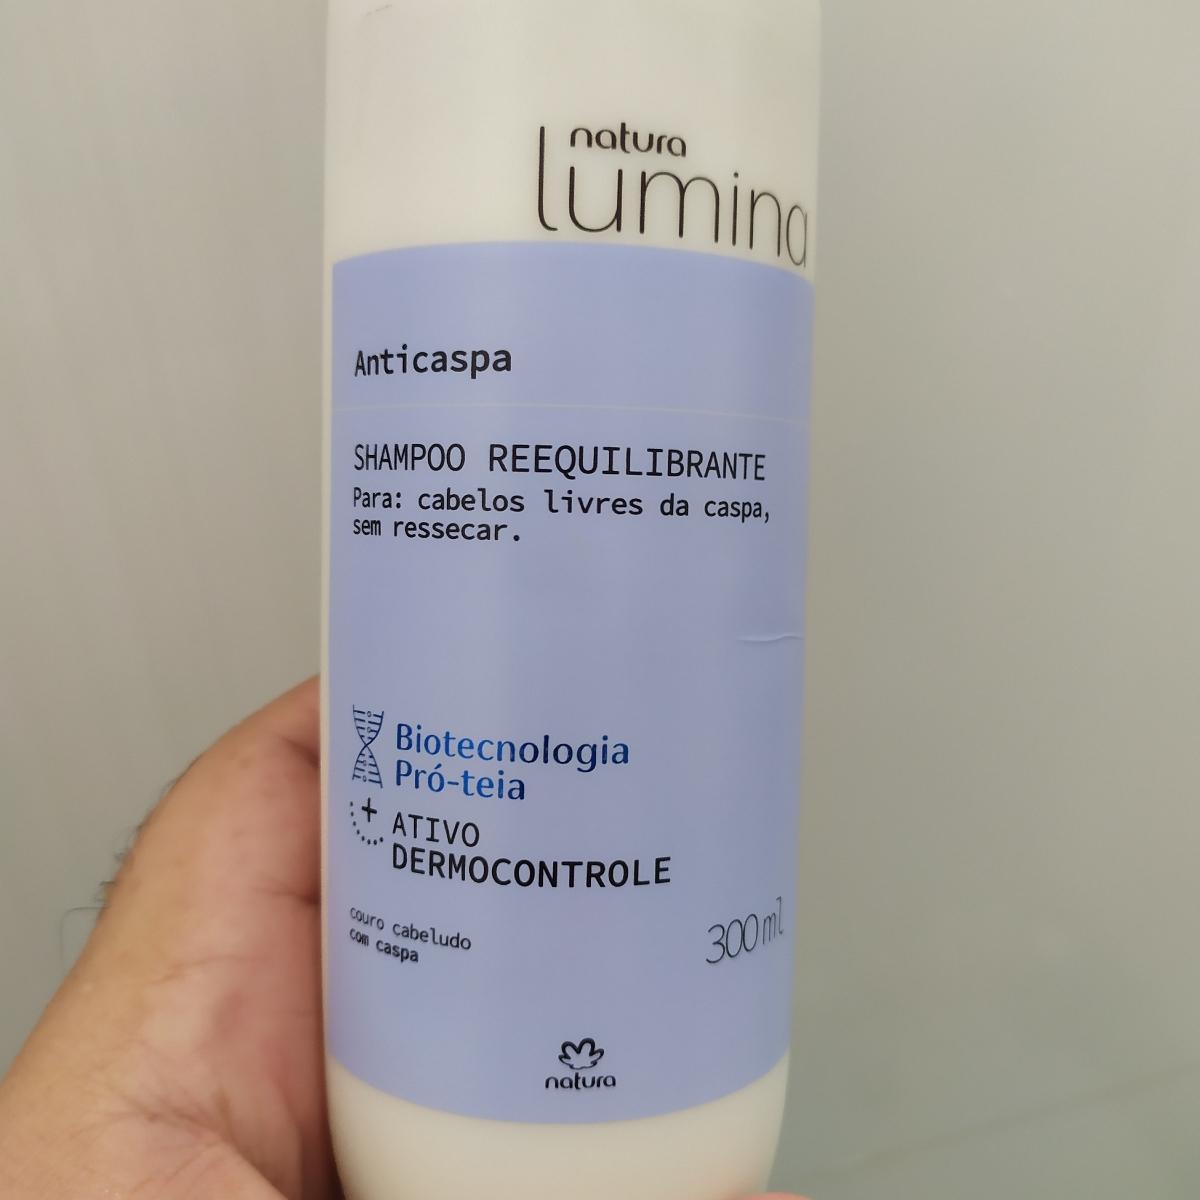 natura
lumina
Anticaspa
SHAMPOO REEQUILIBRANTE
Para: cabelos livres da caspa,
sem ressecar.
Biotecnologia
Pró-teia
+ ATIVO
DERMOCONTROLE
couro cabeludo
com caspa
300ml
natura